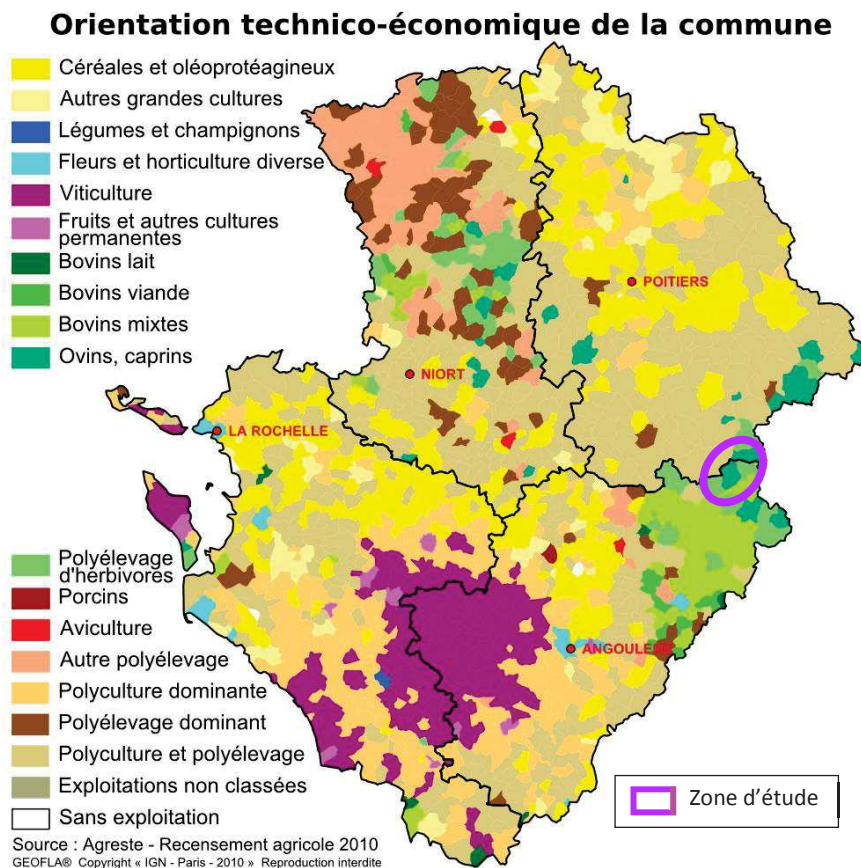 Orientation technico-économique de la commune
Céréales et oléoprotéagineux
Autres grandes cultures
Légumes et champignons
Fleurs et horticulture diverse
Viticulture
Fruits et autres cultures
permanentes
Bovins lait
Bovins viande
Bovins mixtes
Ovins, caprins
POITIERS
NIORT
LA ROCHELLE
ANGOULEME
Polyélevage
d'herbivores
Porcins
Aviculture
Autre polyélevage
Polyculture dominante
Polyélevage dominant
Polyculture et polyélevage
Exploitations non classées
Sans exploitation
Zone d'étude
Source : Agreste - Recensement agricole 2010
GEOFLA® Copyright « IGN - Paris - 2010 » Reproduction interdite